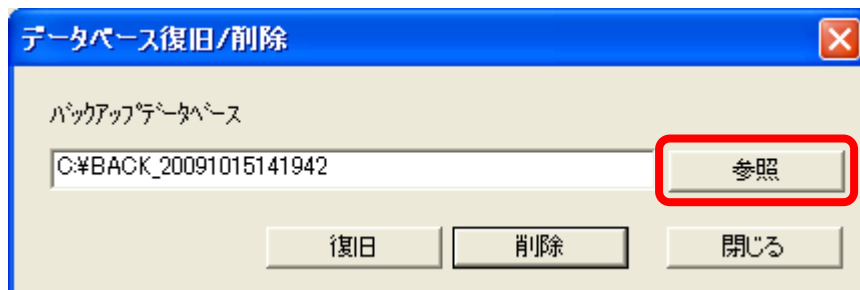 データベース復旧/削除
ﾊﾞｯｸｱｯﾌﾟﾃﾞｰﾀﾍﾞｰｽ
C:¥BACK_20091015141942
参照
復旧
削除
閉じる